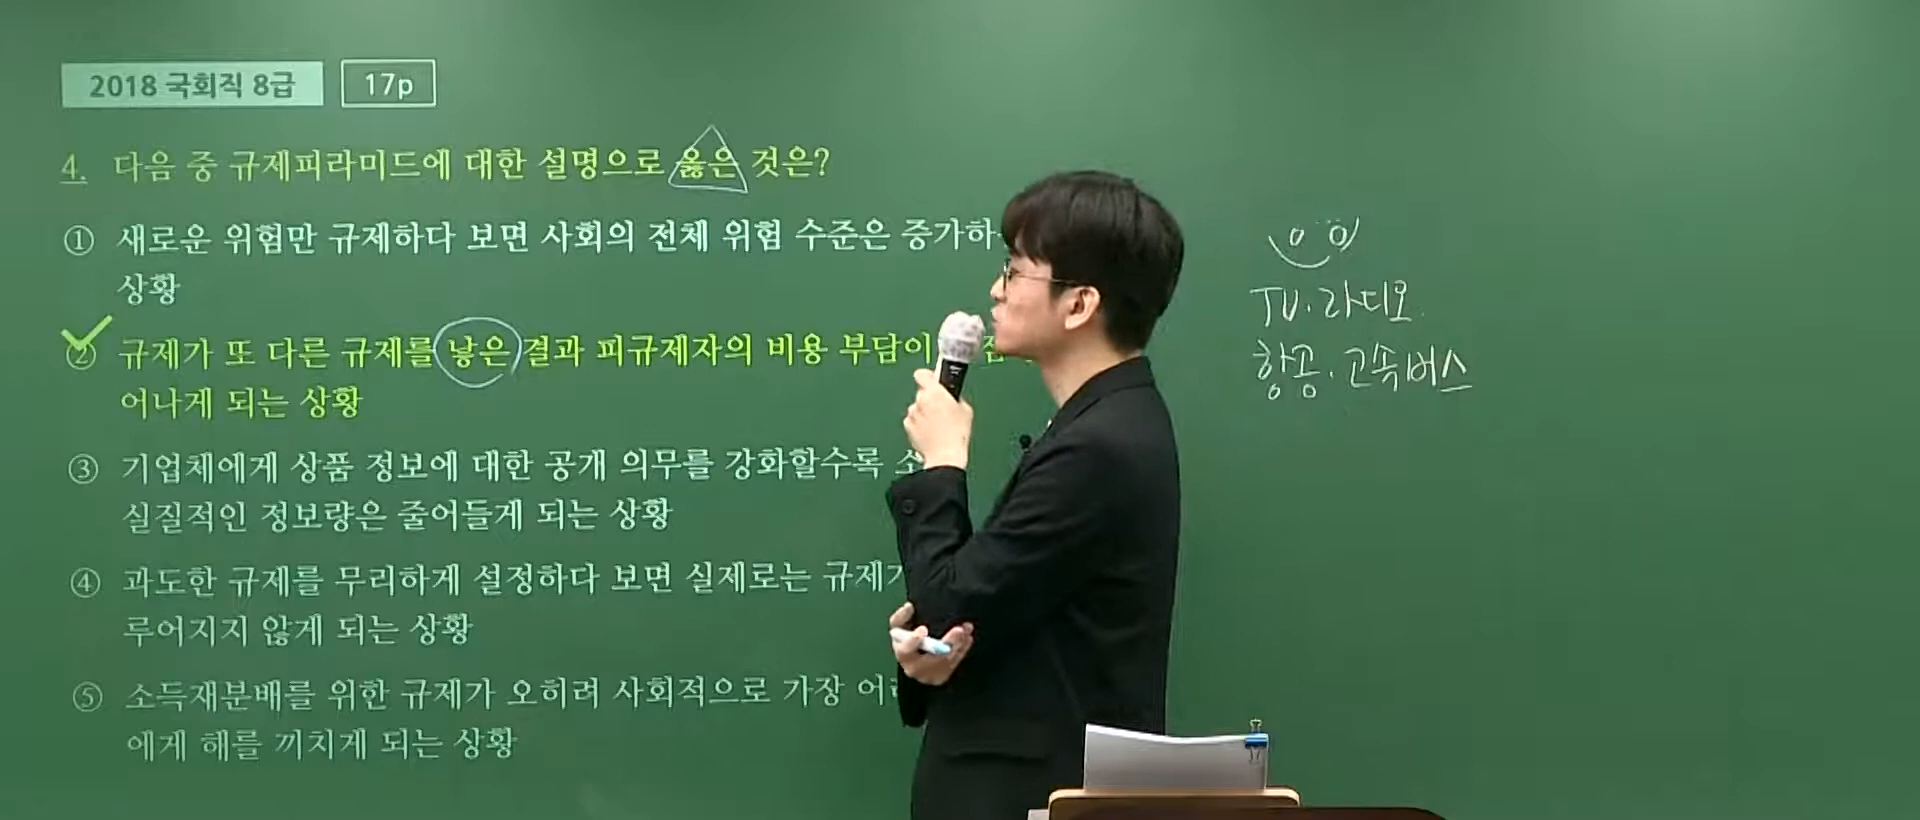 2018 국회직 8급
17p
4. 다음 중 규제피라미드에 대한 설명으로 옳은 것은?
① 새로운 위험만 규제하다 보면 사회의 전체 위험 수준은 증가하
상황
② 규제가 또 다른 규제를 낳은 결과 피규제자의 비용 부담이
어나게 되는 상황
③ 기업체에게 상품 정보에 대한 공개 의무를 강화할수록
실질적인 정보량은 줄어들게 되는 상황
④ 과도한 규제를 무리하게 설정하다 보면 실제로는 규제가
루어지지 않게 되는 상황
⑤ 소득재분배를 위한 규제가 오히려 사회적으로 가장
에게 해를 끼치게 되는 상황
TV·라디오
항공·고속버스